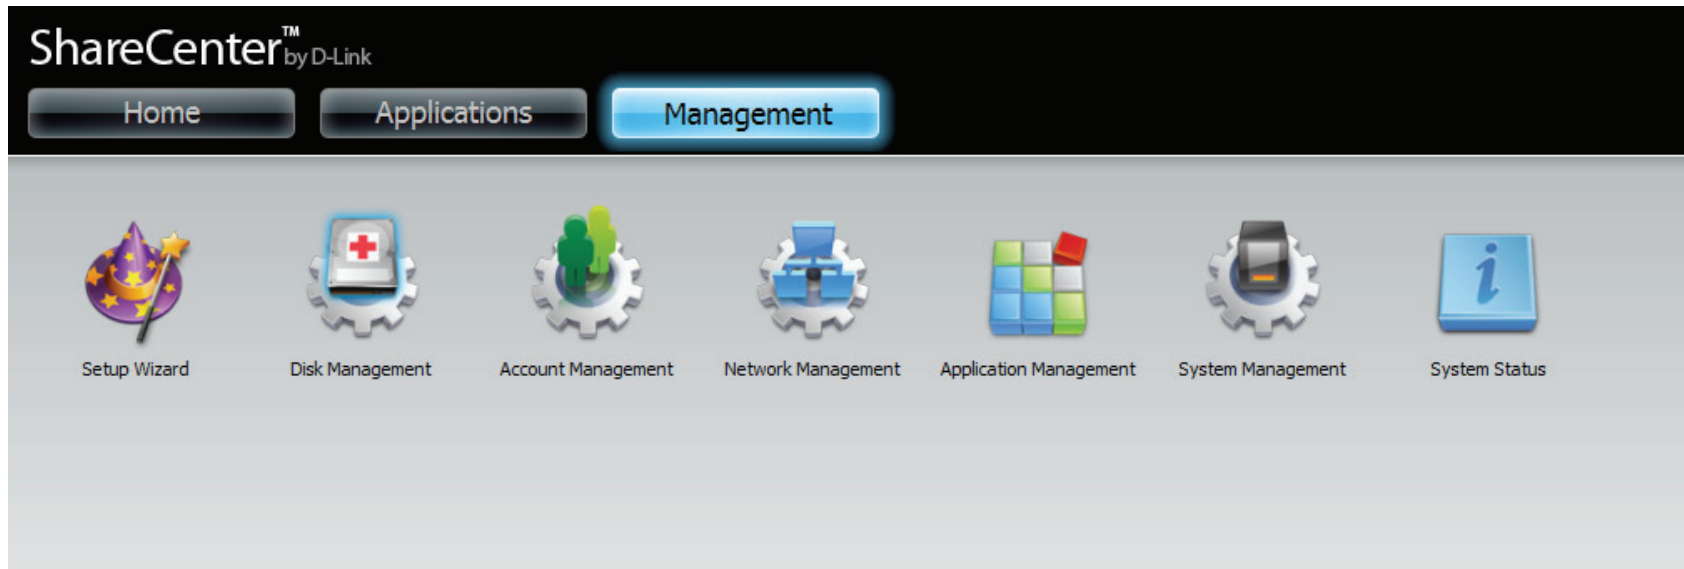 ShareCenter™ by D-Link
Home Applications Management
Setup Wizard Disk Management Account Management Network Management Application Management System Management System Status